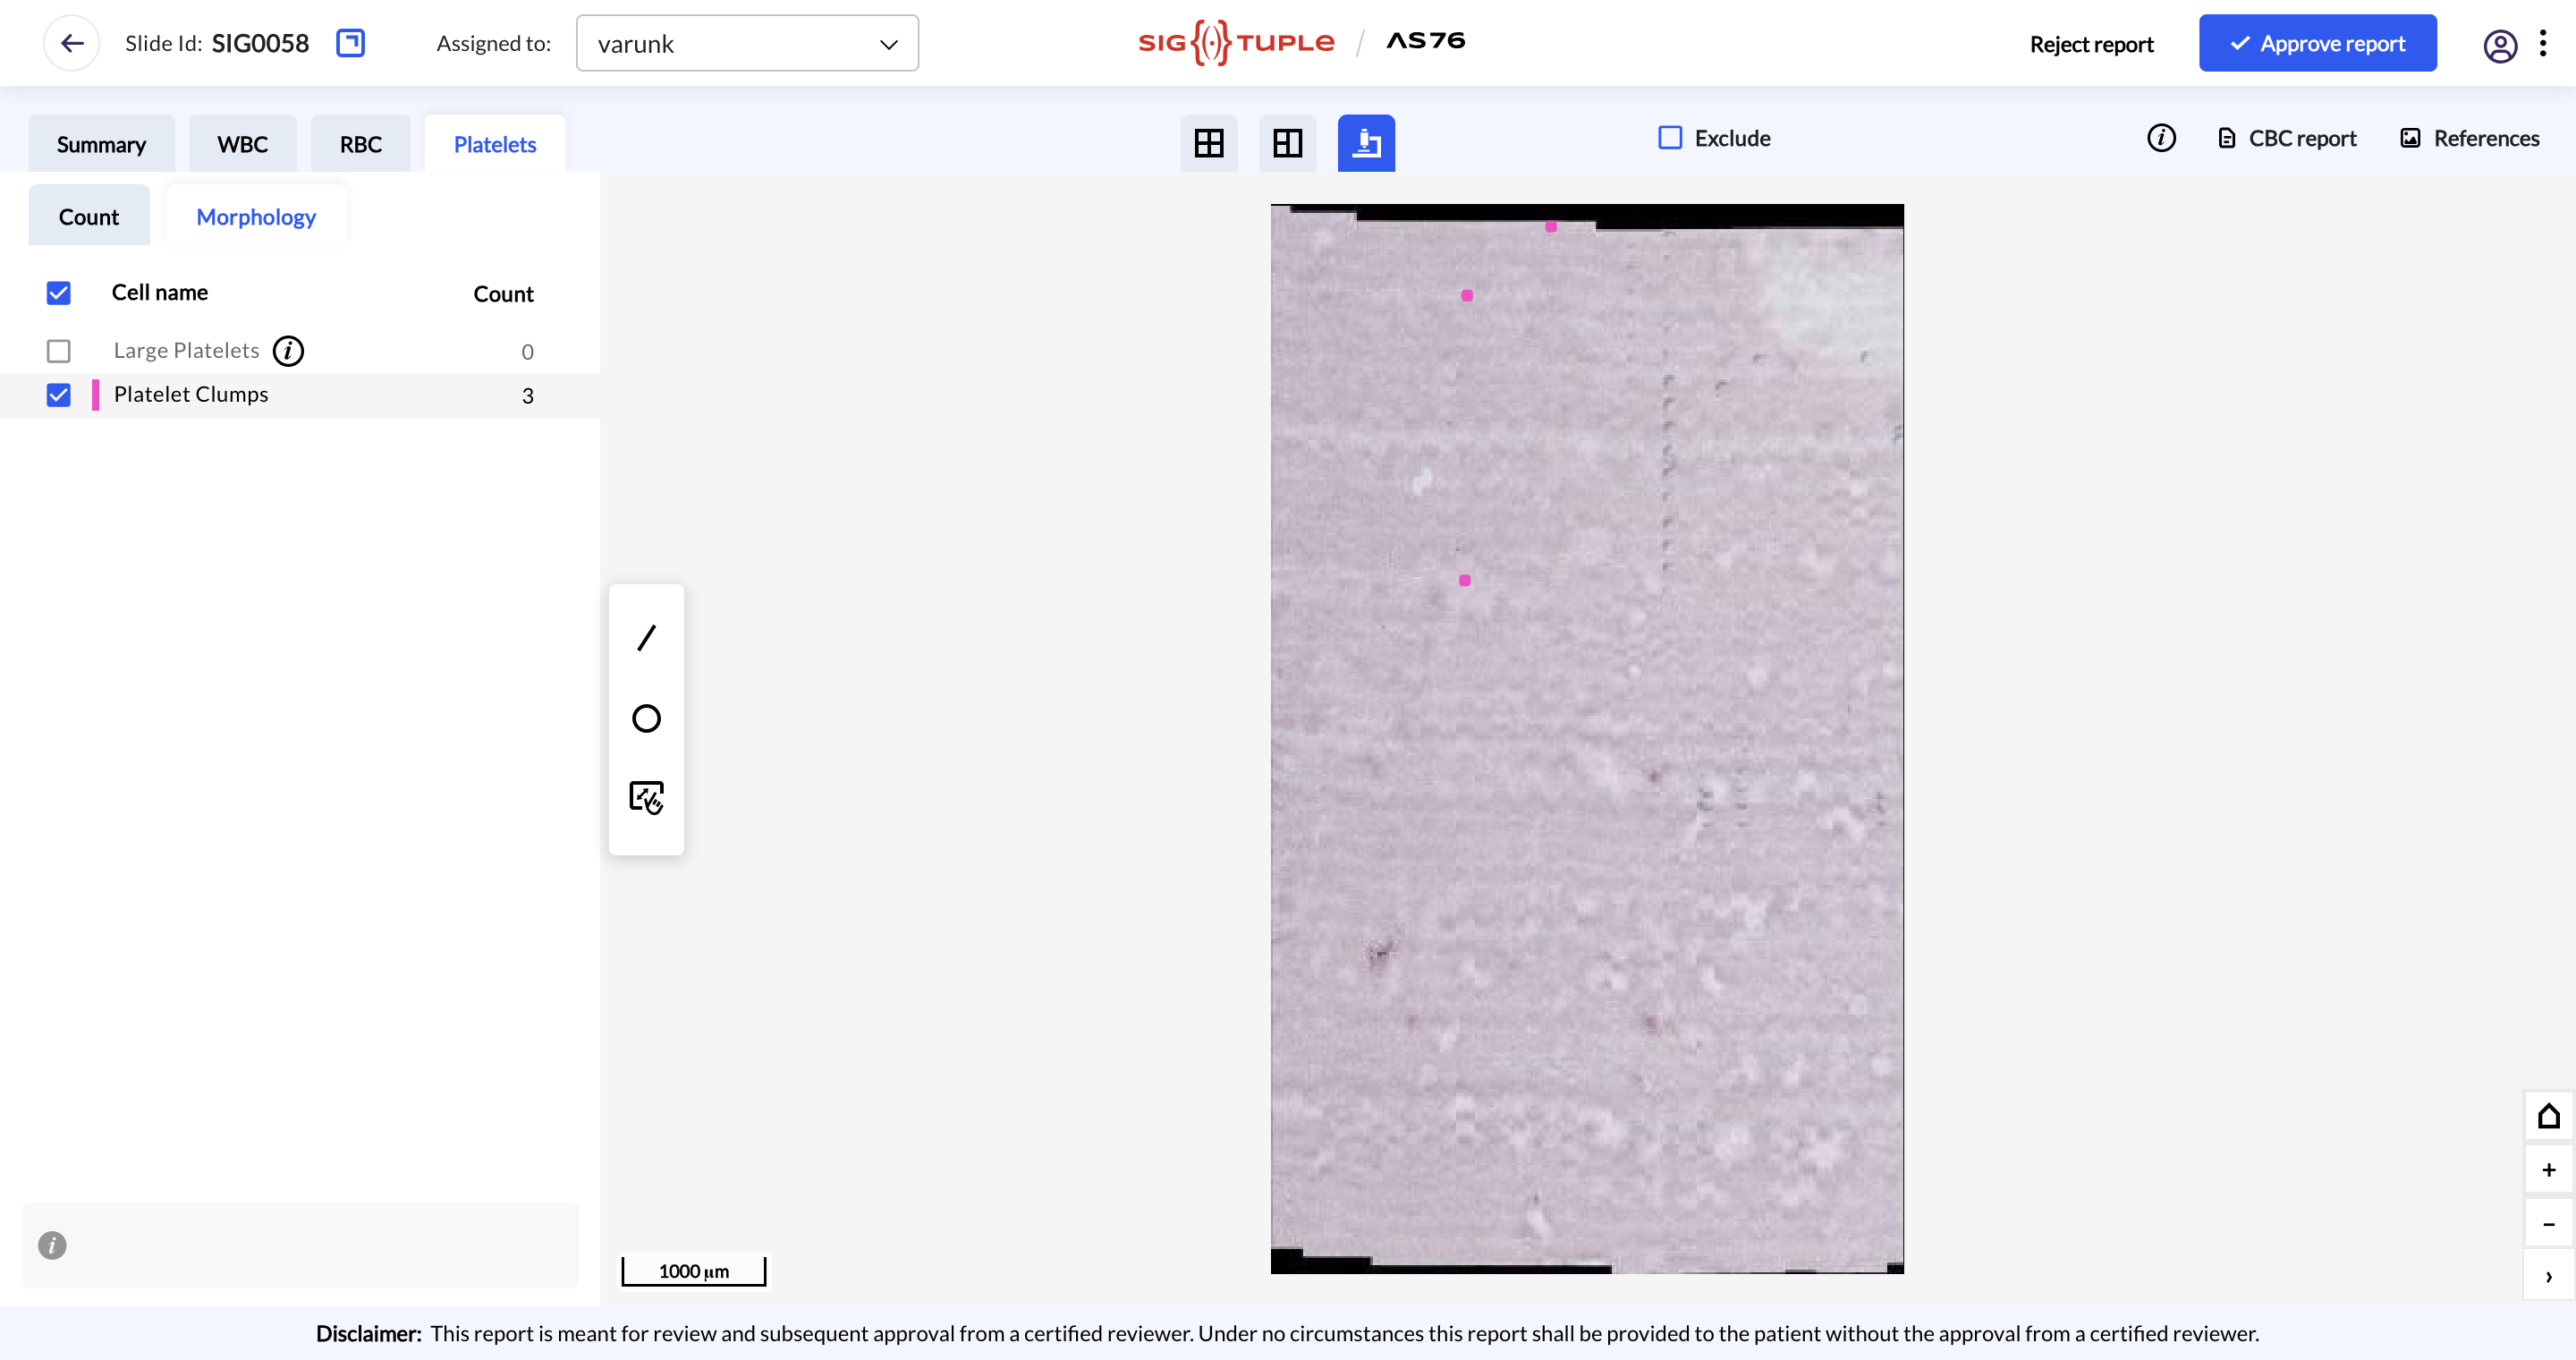 Slide Id: SIG0058 Assigned to: varunk SIG TUPLE / AS76 Reject report Approve report
Summary WBC RBC Platelets Exclude CBC report References
Count Morphology
Cell name Count
Large Platelets 0
Platelet Clumps 3
1000 μm
Disclaimer: This report is meant for review and subsequent approval from a certified reviewer. Under no circumstances this report shall be provided to the patient without the approval from a certified reviewer.